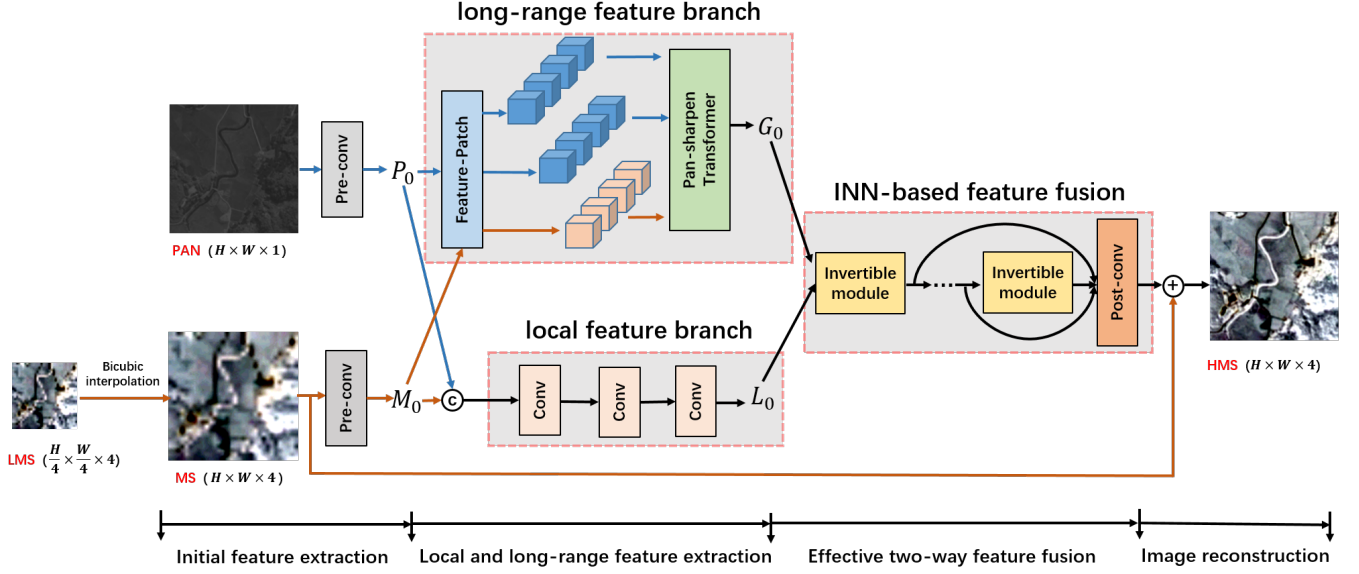 long-range feature branch
Pre-conv
P₀
Feature-Patch
Pan-sharpen
Transformer
G₀
PAN (H × W × 1)
INN-based feature fusion
Invertible
module
....
Invertible
module
Post-conv
+
HMS (H × W × 4)
local feature branch
Bicubic
interpolation
Pre-conv
M₀
c
Conv
Conv
Conv
L₀
LMS (H/4 × W/4 × 4)
MS (H × W × 4)
Initial feature extraction
Local and long-range feature extraction
Effective two-way feature fusion
Image reconstruction